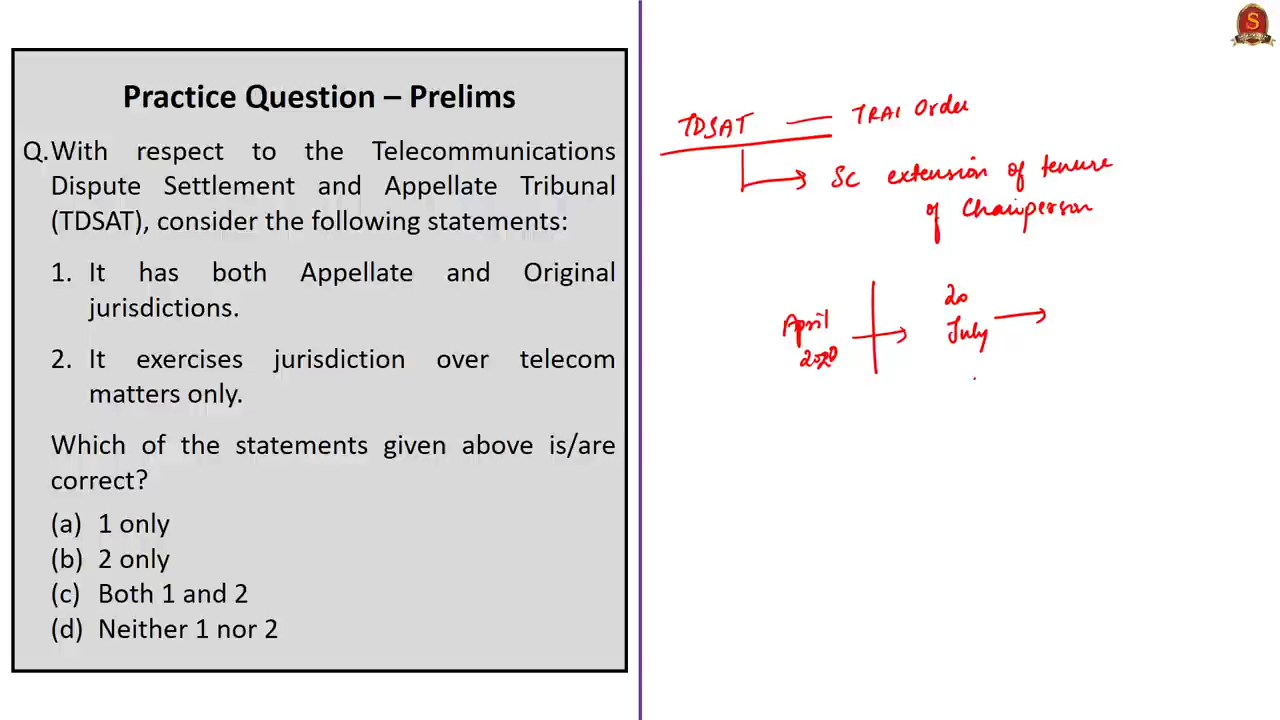 Practice Question – Prelims
Q. With respect to the Telecommunications
Dispute Settlement and Appellate Tribunal
(TDSAT), consider the following statements:
1. It has both Appellate and Original
jurisdictions.
2. It exercises jurisdiction over telecom
matters only.
Which of the statements given above is/are
correct?
(a) 1 only
(b) 2 only
(c) Both 1 and 2
(d) Neither 1 nor 2
S
TDSAT — TRAI Order
SC extension of tenure
of Chairperson
April
2020
20
July